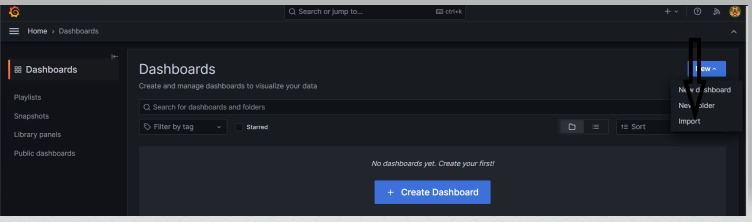 Search or jump to...
ctrl+k
Home › Dashboards
Dashboards
Playlists
Snapshots
Library panels
Public dashboards
Dashboards
Create and manage dashboards to visualize your data
New
New dashboard
New folder
Import
Search for dashboards and folders
Filter by tag
Starred
Sort
No dashboards yet. Create your first!
+ Create Dashboard